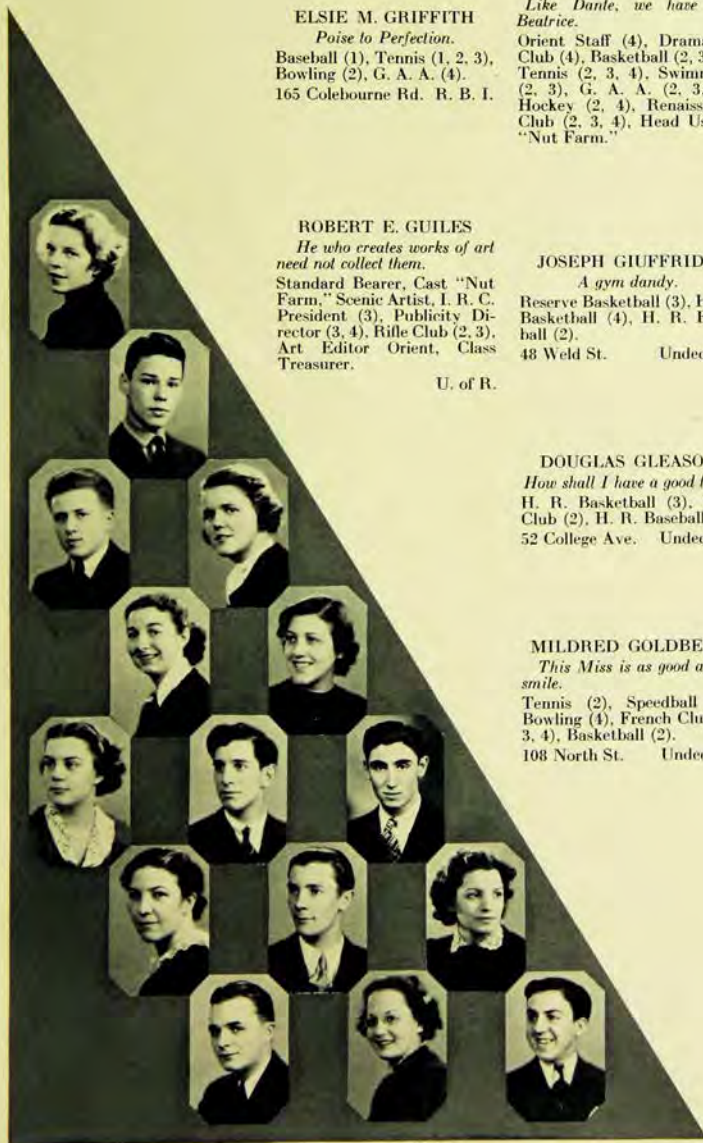 ELSIE M. GRIFFITH
Poise to Perfection.
Baseball (1), Tennis (1, 2, 3),
Bowling (2), G. A. A. (4).
165 Colebourne Rd. R. B. I.
ROBERT E. GUILES
He who creates works of art
need not collect them.
Standard Bearer, Cast "Nut
Farm," Scenic Artist, I. R. C.
President (3), Publicity Di-
rector (3, 4), Rifle Club (2, 3),
Art Editor Orient, Class
Treasurer.
U. of R.
Like Dante, we have
Beatrice.
Orient Staff (4), Drama
Club (4), Basketball (2, 3
Tennis (2, 3, 4), Swimm
(2, 3), G. A. A. (2, 3,
Hockey (2, 4), Renaiss
Club (2, 3, 4), Head Us
"Nut Farm."
JOSEPH GIUFFRID
A gym dandy.
Reserve Basketball (3), H
Basketball (4), H. R. B
ball (2).
48 Weld St. Undec
DOUGLAS GLEASO
How shall I have a good t
H. R. Basketball (3),
Club (2), H. R. Baseball
52 College Ave. Undec
MILDRED GOLDBE
This Miss is as good a
smile.
Tennis (2), Speedball
Bowling (4), French Clu
3, 4), Basketball (2).
108 North St. Undec